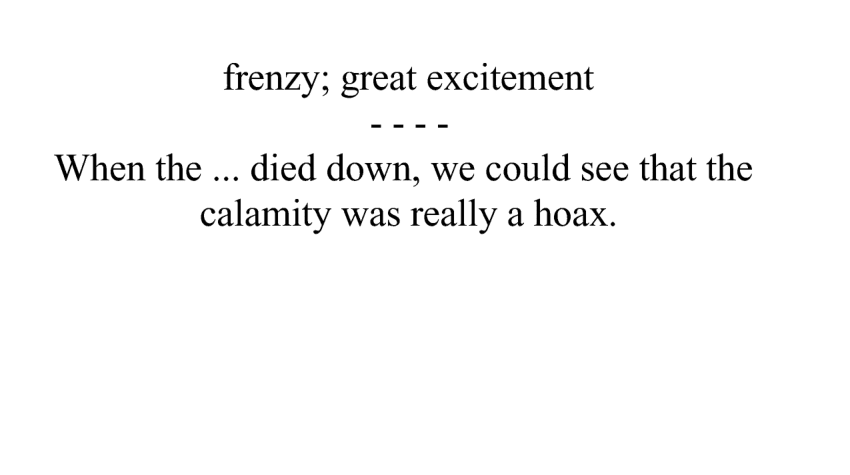 frenzy; great excitement
- - - -
When the ... died down, we could see that the
calamity was really a hoax.